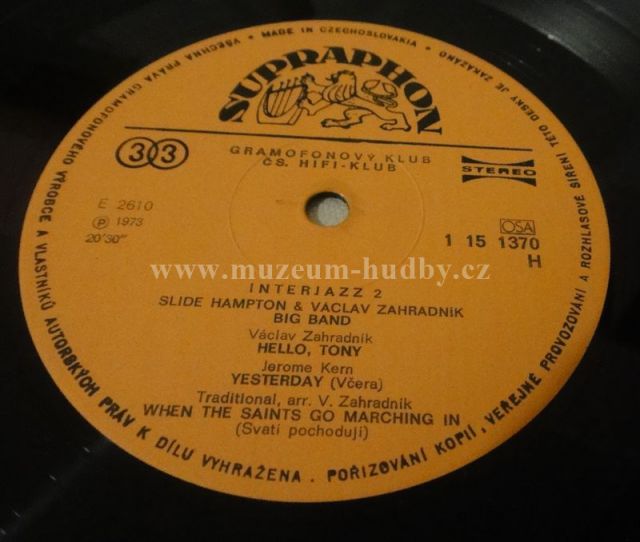 VŠECHNA PRÁVA GRAMOFONOVÉHO VÝROBCE A VLASTNÍKŮ AUTORSKÝCH PRÁV K DÍLU VYHRAŽENA . POŘIZOVÁNÍ KOPIÍ, VEŘEJNÉ PROVOZOVÁNÍ A ROZHLASOVÉ ŠÍŘENÍ TÉTO DESKY JE ZAKÁZÁNO • MADE IN CZECHOSLOVAKIA •
SUPRAPHON
33
GRAMOFONOVÝ KLUB
ČS. HIFI-KLUB
STEREO
E 2610
Ⓟ 1973
20'30"
OSA
1 15 1370
H
www.muzeum-hudby.cz
INTERJAZZ 2
SLIDE HAMPTON & VÁCLAV ZAHRADNÍK
BIG BAND
Václav Zahradník
HELLO, TONY
Jerome Kern
YESTERDAY (Včera)
Traditional, arr. V. Zahradník
WHEN THE SAINTS GO MARCHING IN
(Svatí pochodují)